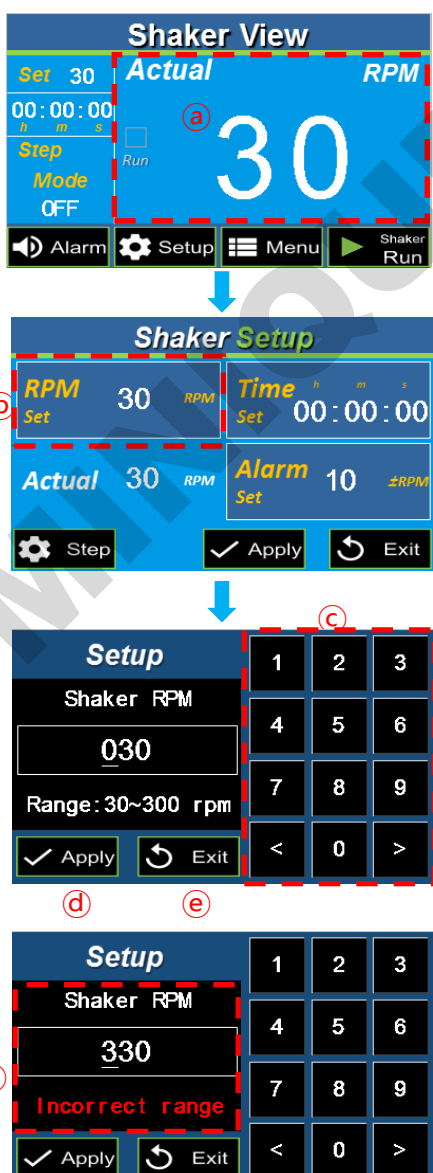 Shaker View
Set 30
Actual RPM
00:00:00
h m s
ⓐ
30
Step
Mode
OFF
Run
Alarm Setup Menu Shaker Run
Shaker Setup
ⓑ
RPM Set 30 RPM
Time Set h m s 00:00:00
Actual 30 RPM
Alarm Set 10 ±RPM
Step Apply Exit
ⓒ
Setup
Shaker RPM
030
Range:30~300 rpm
Apply Exit
1 2 3
4 5 6
7 8 9
< 0 >
ⓓ ⓔ
Setup
Shaker RPM
330
Incorrect range
Apply Exit
1 2 3
4 5 6
7 8 9
< 0 >